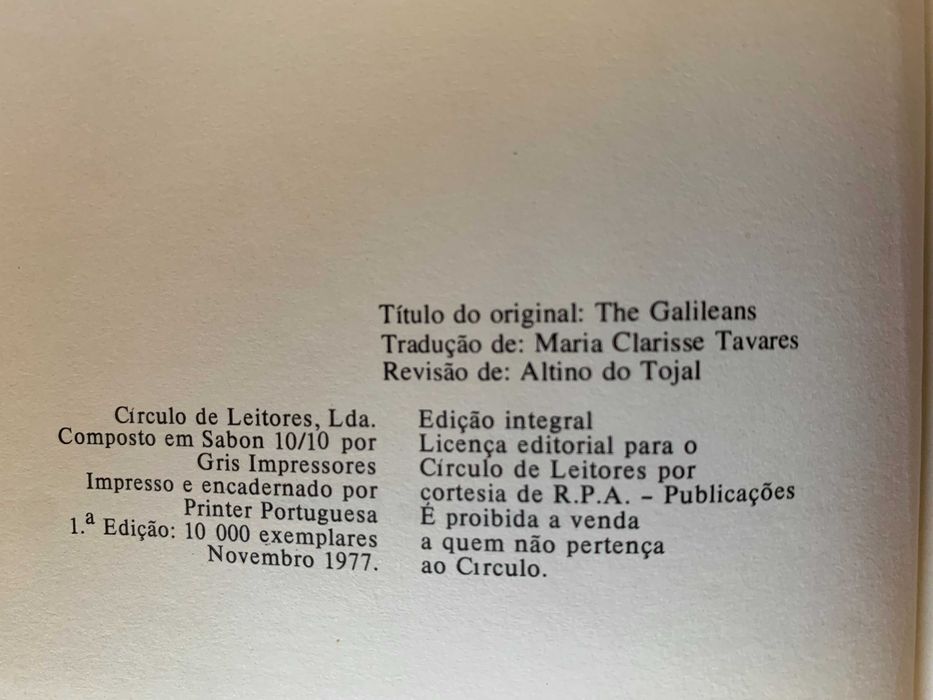 Título do original: The Galileans
Tradução de: Maria Clarisse Tavares
Revisão de: Altino do Tojal
Círculo de Leitores, Lda.
Composto em Sabon 10/10 por
Gris Impressores
Impresso e encadernado por
Printer Portuguesa
1.ª Edição: 10 000 exemplares
Novembro 1977.
Edição integral
Licença editorial para o
Círculo de Leitores por
cortesia de R.P.A. – Publicações
É proibida a venda
a quem não pertença
ao Círculo.